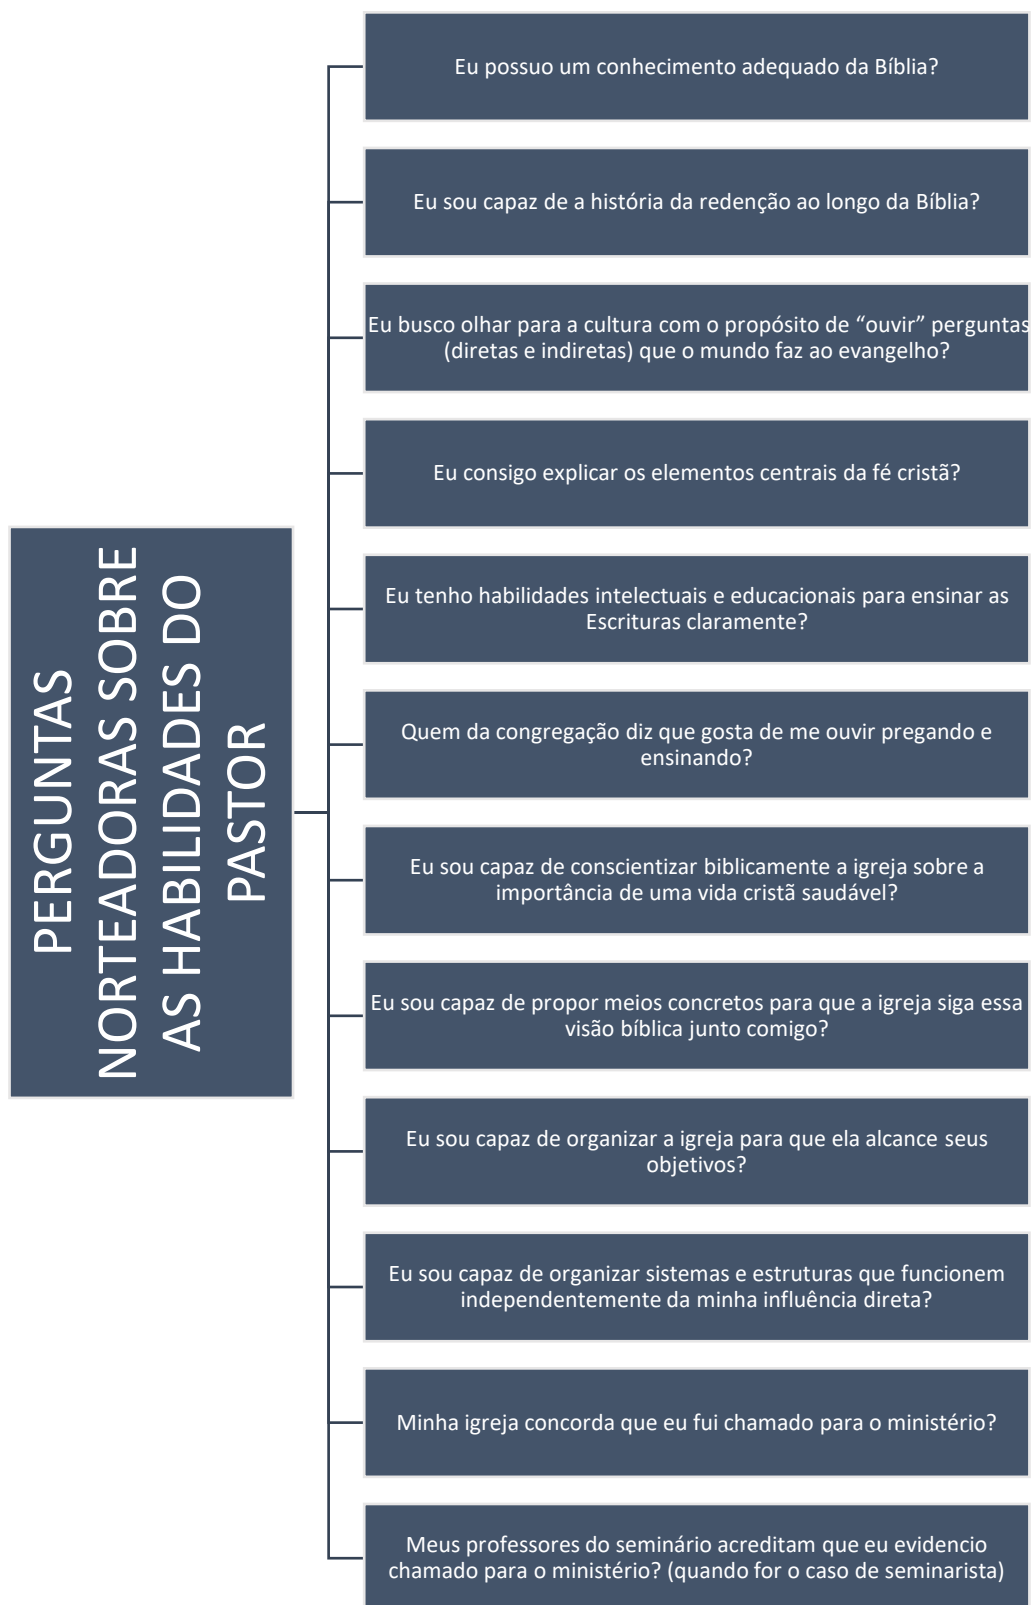 PERGUNTAS
NORTEADORAS SOBRE
AS HABILIDADES DO
PASTOR
Eu possuo um conhecimento adequado da Bíblia?
Eu sou capaz de a história da redenção ao longo da Bíblia?
Eu busco olhar para a cultura com o propósito de “ouvir” perguntas
(diretas e indiretas) que o mundo faz ao evangelho?
Eu consigo explicar os elementos centrais da fé cristã?
Eu tenho habilidades intelectuais e educacionais para ensinar as
Escrituras claramente?
Quem da congregação diz que gosta de me ouvir pregando e
ensinando?
Eu sou capaz de conscientizar biblicamente a igreja sobre a
importância de uma vida cristã saudável?
Eu sou capaz de propor meios concretos para que a igreja siga essa
visão bíblica junto comigo?
Eu sou capaz de organizar a igreja para que ela alcance seus
objetivos?
Eu sou capaz de organizar sistemas e estruturas que funcionem
independentemente da minha influência direta?
Minha igreja concorda que eu fui chamado para o ministério?
Meus professores do seminário acreditam que eu evidencio
chamado para o ministério? (quando for o caso de seminarista)